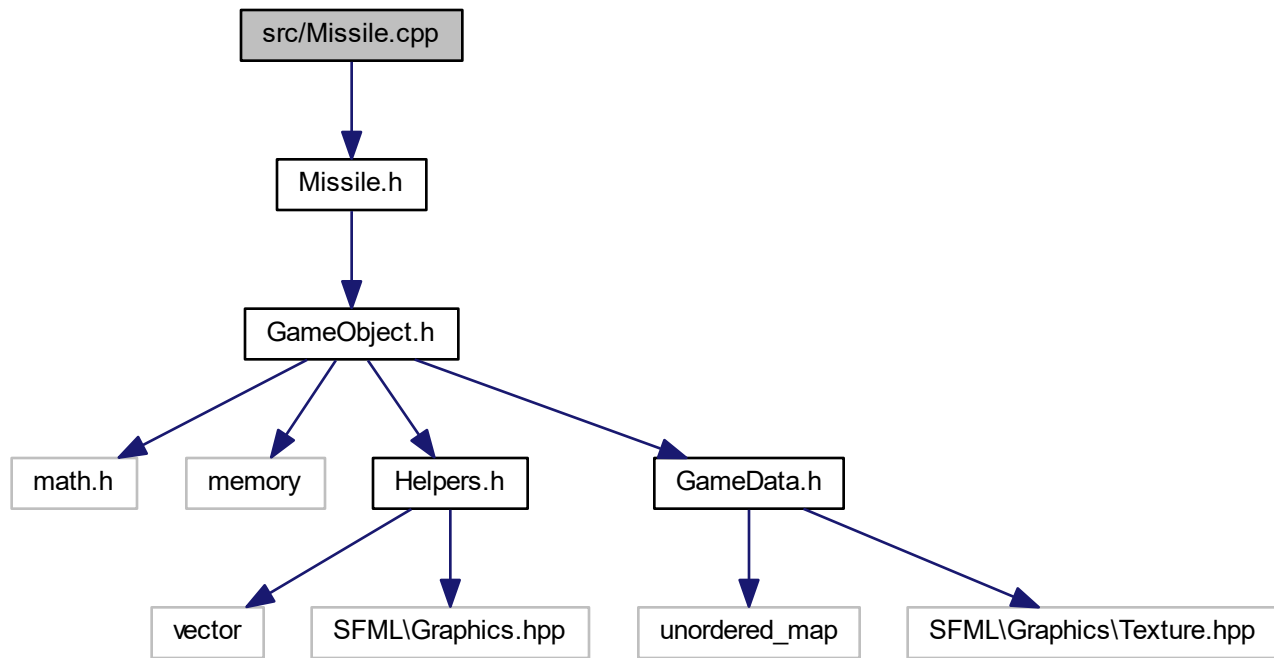 src/Missile.cpp
Missile.h
GameObject.h
math.h
memory
Helpers.h
GameData.h
vector
SFML\Graphics.hpp
unordered_map
SFML\Graphics\Texture.hpp